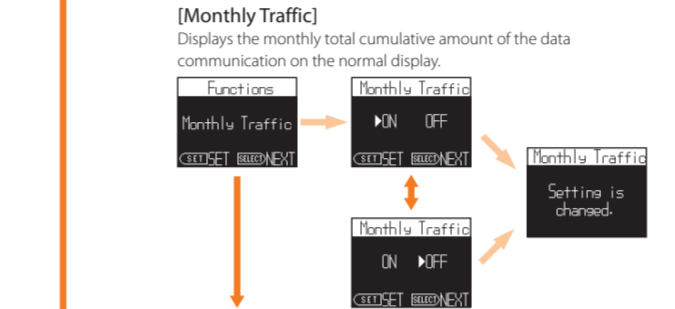 [Monthly Traffic]
Displays the monthly total cumulative amount of the data
communication on the normal display.
Functions
Monthly Traffic
SET SET SELECT NEXT
Monthly Traffic
▶ON OFF
SET SET SELECT NEXT
Monthly Traffic
Setting is
changed.
Monthly Traffic
ON ▶OFF
SET SET SELECT NEXT